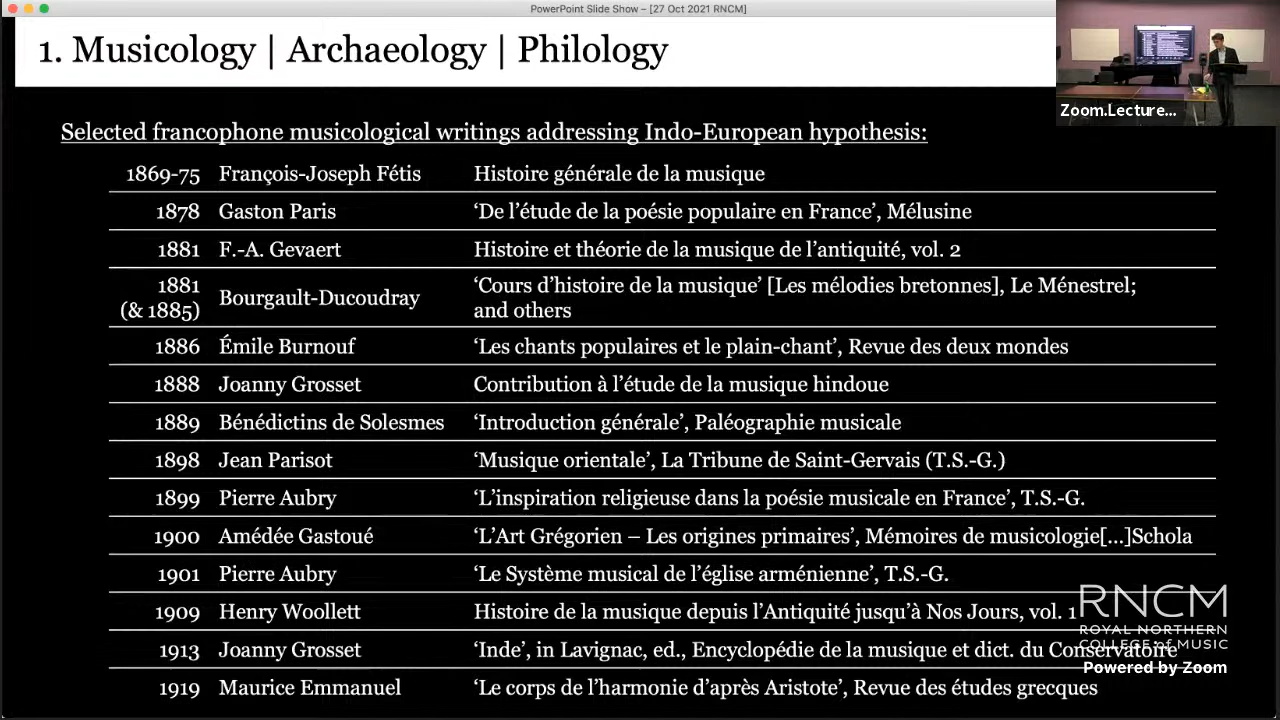 PowerPoint Slide Show – [27 Oct 2021 RNCM]
1. Musicology | Archaeology | Philology
Zoom.Lecture...
Selected francophone musicological writings addressing Indo-European hypothesis:
1869-75 François-Joseph Fétis Histoire générale de la musique
1878 Gaston Paris ‘De l’étude de la poésie populaire en France’, Mélusine
1881 F.-A. Gevaert Histoire et théorie de la musique de l’antiquité, vol. 2
1881 (& 1885) Bourgault-Ducoudray ‘Cours d’histoire de la musique’ [Les mélodies bretonnes], Le Ménestrel;
and others
1886 Émile Burnouf ‘Les chants populaires et le plain-chant’, Revue des deux mondes
1888 Joanny Grosset Contribution à l’étude de la musique hindoue
1889 Bénédictins de Solesmes ‘Introduction générale’, Paléographie musicale
1898 Jean Parisot ‘Musique orientale’, La Tribune de Saint-Gervais (T.S.-G.)
1899 Pierre Aubry ‘L’inspiration religieuse dans la poésie musicale en France’, T.S.-G.
1900 Amédée Gastoué ‘L’Art Grégorien – Les origines primaires’, Mémoires de musicologie[...]Schola
1901 Pierre Aubry ‘Le Système musical de l’église arménienne’, T.S.-G.
1909 Henry Woollett Histoire de la musique depuis l’Antiquité jusqu’à Nos Jours, vol. 1
1913 Joanny Grosset ‘Inde’, in Lavignac, ed., Encyclopédie de la musique et dict. du Conservatoire
1919 Maurice Emmanuel ‘Le corps de l’harmonie d’après Aristote’, Revue des études grecques
RNCM
ROYAL NORTHERN
COLLEGE of MUSIC
Powered by Zoom